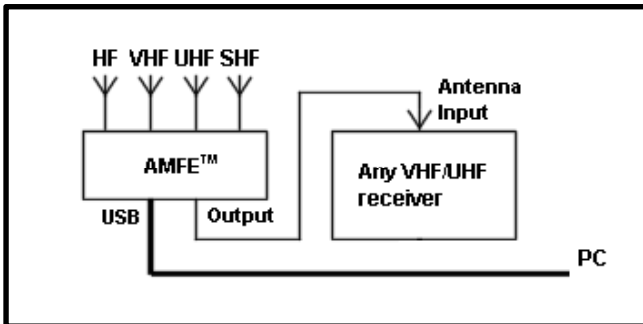 HF VHF UHF SHF
AMFE™
USB
Output
Antenna
Input
Any VHF/UHF
receiver
PC